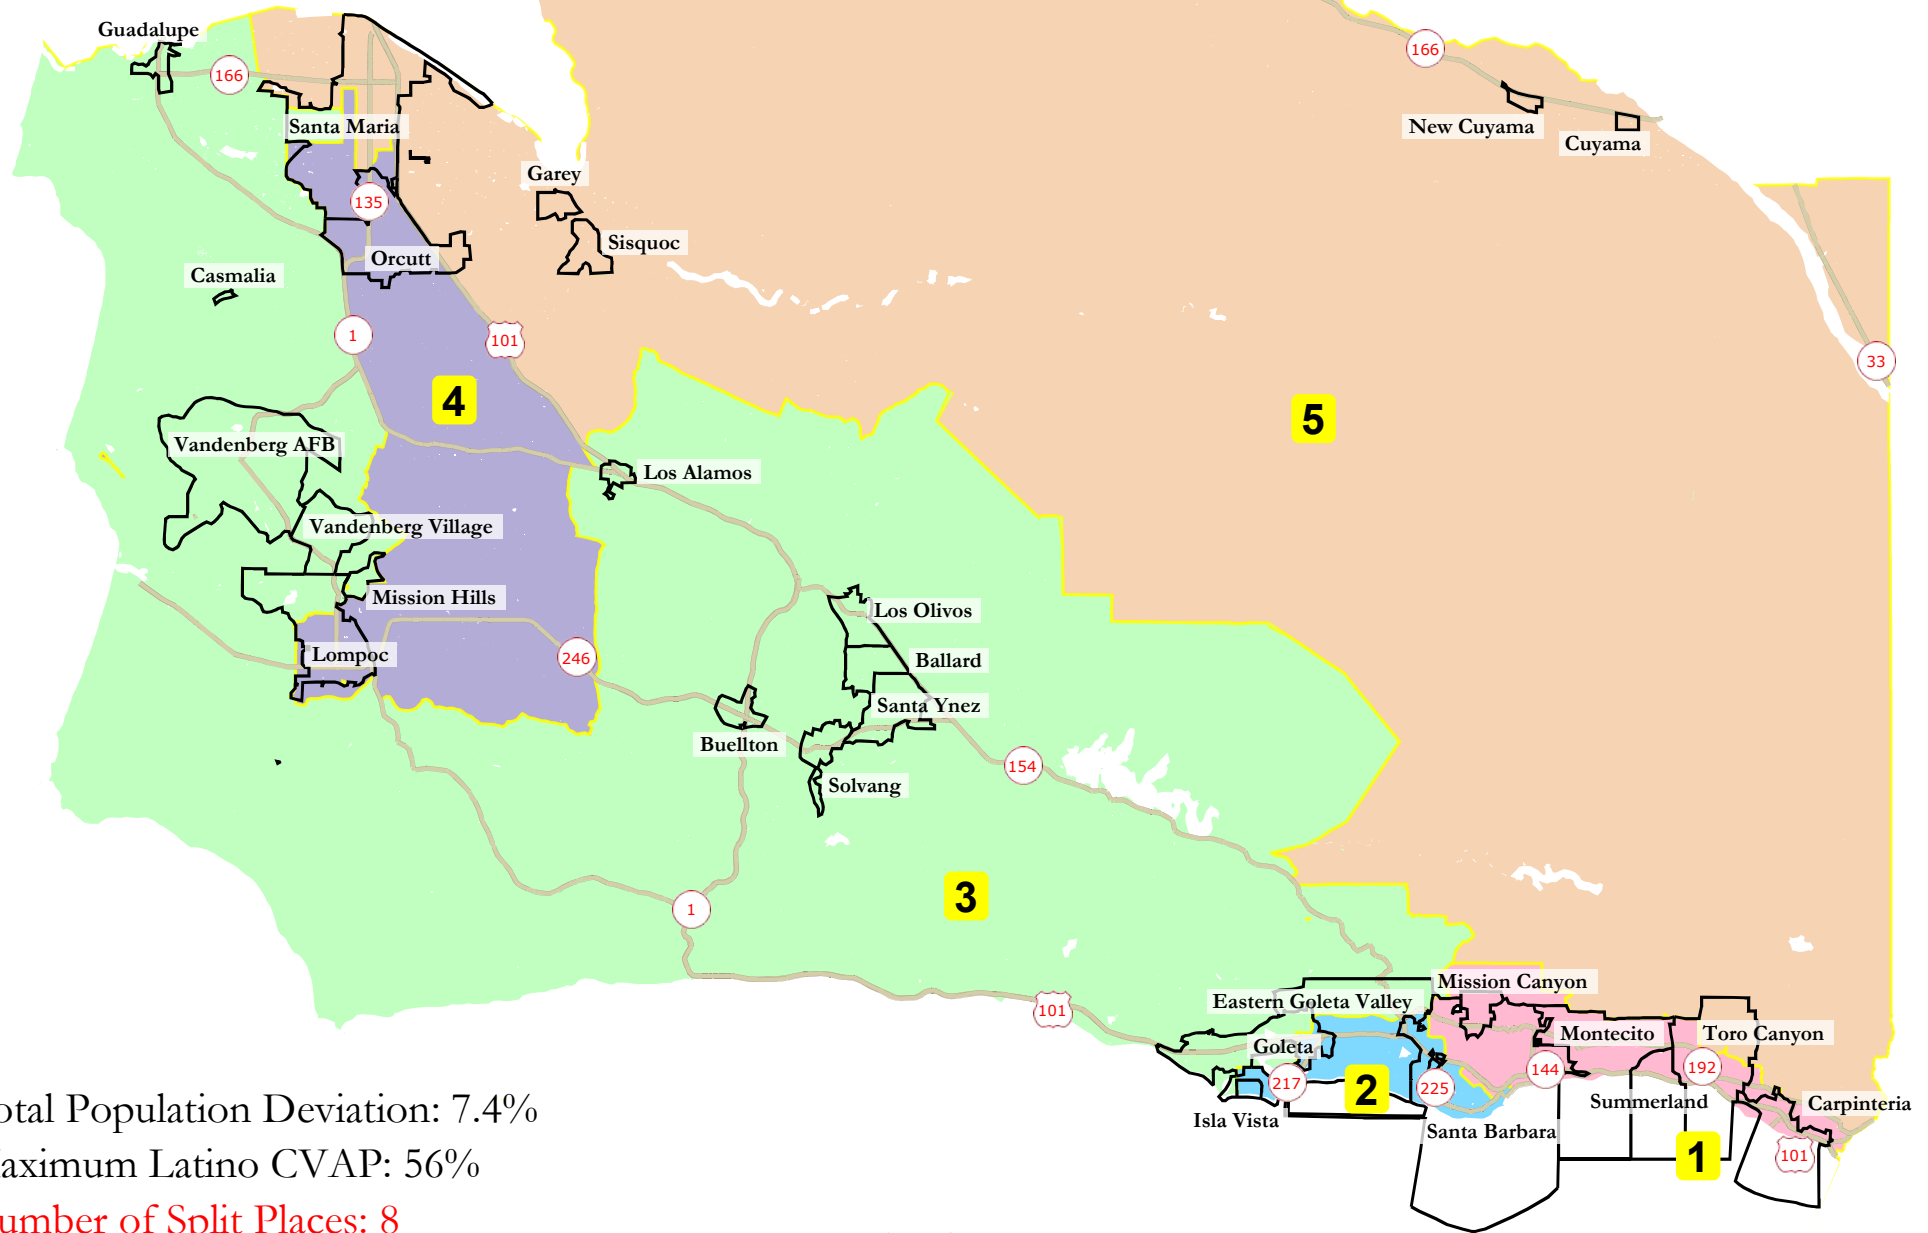 Guadalupe
166
166
Santa Maria
New Cuyama
Cuyama
Garey
135
Sisquoc
Orcutt
Casmalia
1
101
33
4
5
Vandenberg AFB
Los Alamos
Vandenberg Village
Mission Hills
Los Olivos
Lompoc
246
Ballard
Santa Ynez
Buellton
154
Solvang
3
1
Mission Canyon
Eastern Goleta Valley
101
Goleta
Montecito
Toro Canyon
217
2
225
144
192
Isla Vista
Summerland
Carpinteria
Santa Barbara
1
101
otal Population Deviation: 7.4%
aximum Latino CVAP: 56%
umber of Split Places: 8